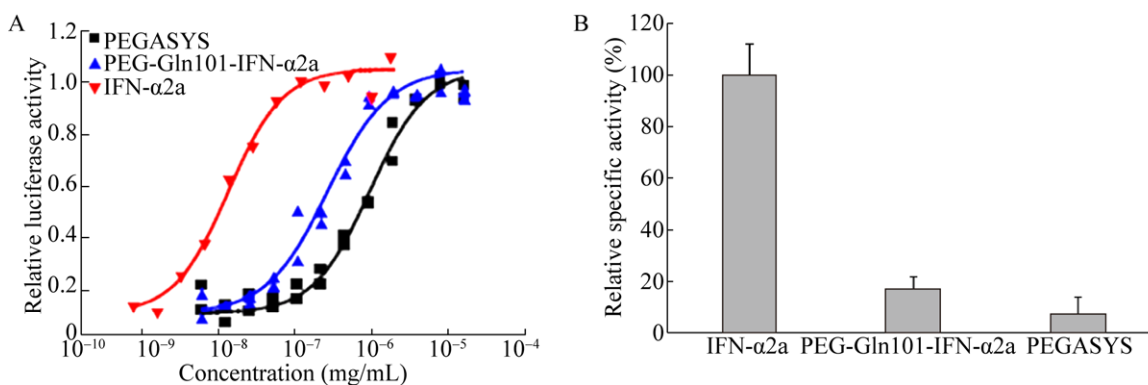 A
Relative luciferase activity
1.2
1.0
0.8
0.6
0.4
0.2
0
PEGASYS
PEG-Gln101-IFN-α2a
IFN-α2a
10⁻¹⁰ 10⁻⁹ 10⁻⁸ 10⁻⁷ 10⁻⁶ 10⁻⁵ 10⁻⁴
Concentration (mg/mL)
B
Relative specific activity (%)
120
100
80
60
40
20
0
IFN-α2a PEG-Gln101-IFN-α2a PEGASYS